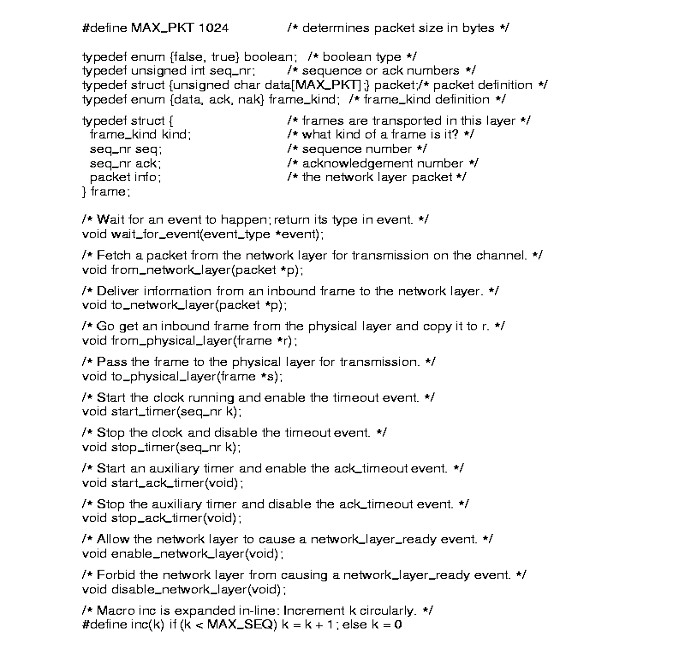 #define MAX_PKT 1024 /* determines packet size in bytes */
typedef enum {false, true} boolean; /* boolean type */
typedef unsigned int seq_nr; /* sequence or ack numbers */
typedef struct {unsigned char data[MAX_PKT];} packet;/* packet definition */
typedef enum {data, ack, nak} frame_kind; /* frame_kind definition */
typedef struct { /* frames are transported in this layer */
frame_kind kind; /* what kind of a frame is it? */
seq_nr seq; /* sequence number */
seq_nr ack; /* acknowledgement number */
packet info; /* the network layer packet */
} frame;
/* Wait for an event to happen; return its type in event. */
void wait_for_event(event_type *event);
/* Fetch a packet from the network layer for transmission on the channel. */
void from_network_layer(packet *p);
/* Deliver information from an inbound frame to the network layer. */
void to_network_layer(packet *p);
/* Go get an inbound frame from the physical layer and copy it to r. */
void from_physical_layer(frame *r);
/* Pass the frame to the physical layer for transmission. */
void to_physical_layer(frame *s);
/* Start the clock running and enable the timeout event. */
void start_timer(seq_nr k);
/* Stop the clock and disable the timeout event. */
void stop_timer(seq_nr k);
/* Start an auxiliary timer and enable the ack_timeout event. */
void start_ack_timer(void);
/* Stop the auxiliary timer and disable the ack_timeout event. */
void stop_ack_timer(void);
/* Allow the network layer to cause a network_layer_ready event. */
void enable_network_layer(void);
/* Forbid the network layer from causing a network_layer_ready event. */
void disable_network_layer(void);
/* Macro inc is expanded in-line: Increment k circularly. */
#define inc(k) if (k < MAX_SEQ) k = k + 1; else k = 0